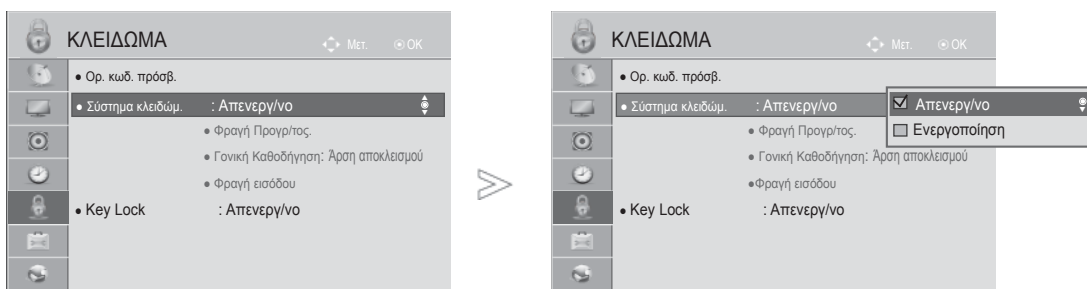 ΚΛΕΙΔΩΜΑ Μετ. OK
• Ορ. κωδ. πρόσβ.
• Σύστημα κλειδώμ. : Απενεργ/νο
• Φραγή Προγρ/τος.
• Γονική Καθοδήγηση: Άρση αποκλεισμού
• Φραγή εισόδου
• Key Lock : Απενεργ/νο
>
ΚΛΕΙΔΩΜΑ Μετ. OK
• Ορ. κωδ. πρόσβ.
• Σύστημα κλειδώμ. : Απενεργ/νο
Απενεργ/νο
Ενεργοποίηση
• Φραγή Προγρ/τος.
• Γονική Καθοδήγηση: Άρση αποκλεισμού
•Φραγή εισόδου
• Key Lock : Απενεργ/νο